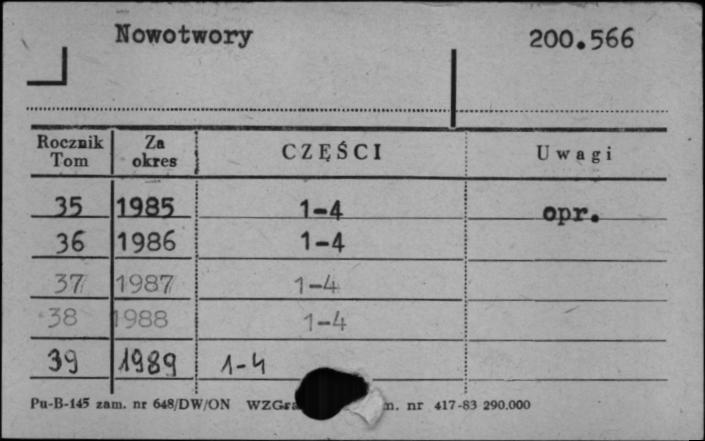 Nowotwory 200.566
Rocznik Tom Za okres CZĘŚCI Uwagi
35 1985 1-4 opr.
36 1986 1-4
37 1987 1-4
38 1988 1-4
39 1989 1-4
Pu-B-145 zam. nr 648/DW/ON nr 417-83 290.000